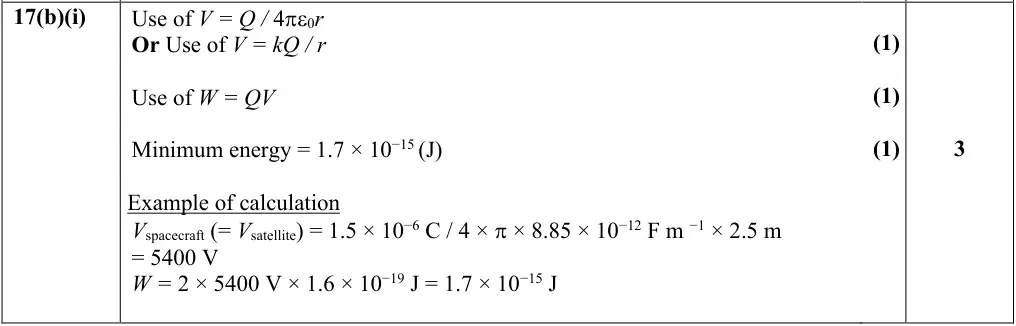 17(b)(i)
Use of V = Q / 4πε₀r
Or Use of V = kQ / r (1)
Use of W = QV (1)
Minimum energy = 1.7 × 10⁻¹⁵ (J) (1) 3
Example of calculation
Vspacecraft (= Vsatellite) = 1.5 × 10⁻⁶ C / 4 × π × 8.85 × 10⁻¹² F m ⁻¹ × 2.5 m
= 5400 V
W = 2 × 5400 V × 1.6 × 10⁻¹⁹ J = 1.7 × 10⁻¹⁵ J